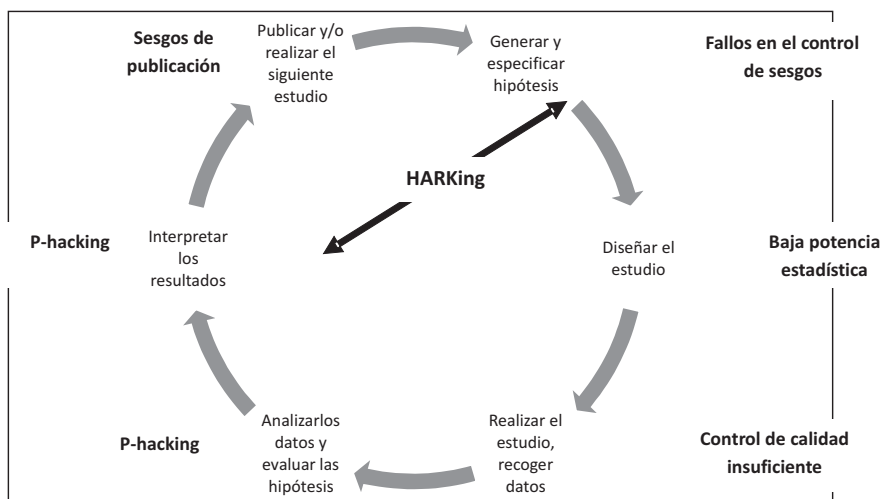 Sesgos de
publicación
Publicar y/o
realizar el
siguiente
estudio
Generar y
especificar
hipótesis
Fallos en el control
de sesgos
HARKing
P-hacking
Interpretar
los
resultados
Diseñar el
estudio
Baja potencia
estadística
P-hacking
Analizarlos
datos y
evaluar las
hipótesis
Realizar el
estudio,
recoger
datos
Control de calidad
insuficiente